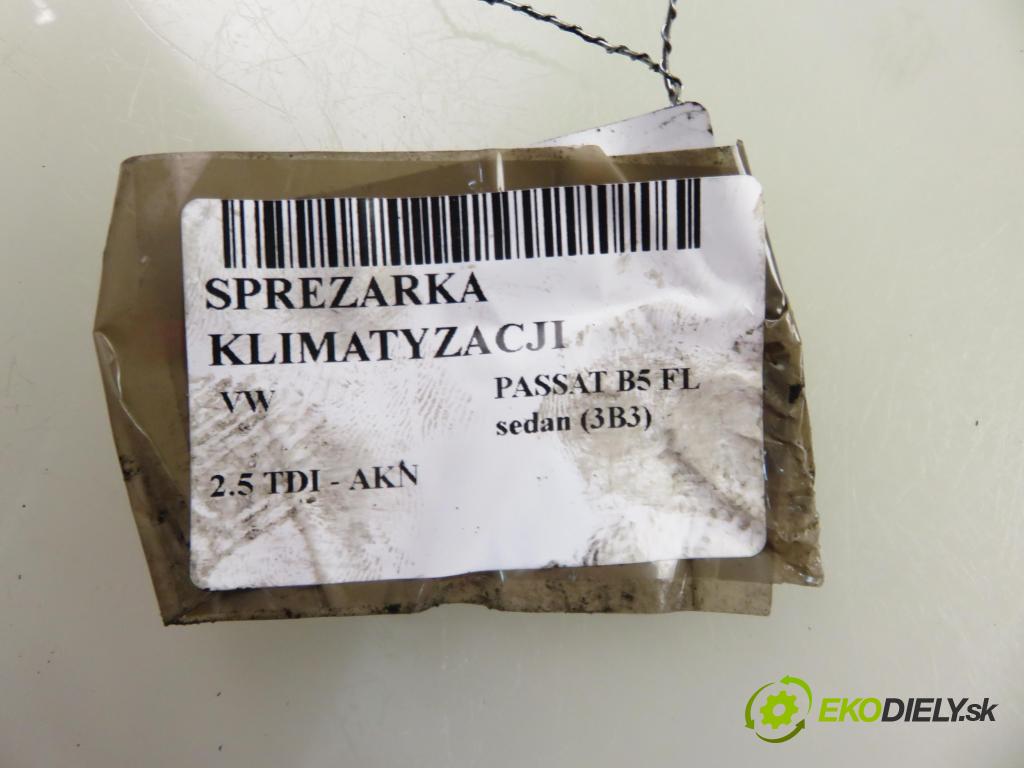 SPREZARKA
KLIMATYZACJI
VW
PASSAT B5 FL
sedan (3B3)
2.5 TDI - AKN
EKODIELY.sk